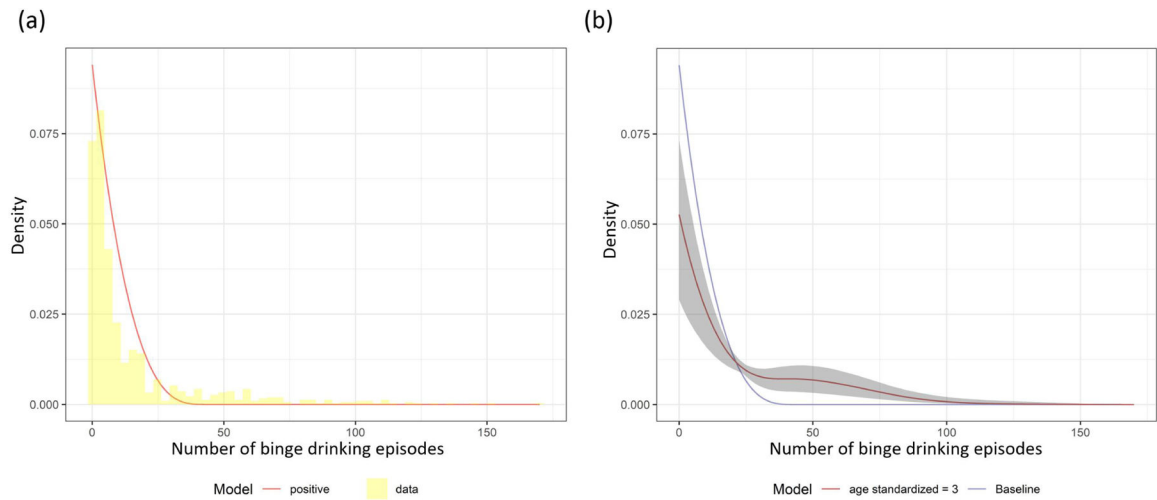 (a)
(b)
Density
0.075
0.050
0.025
0.000
0
50
100
150
Number of binge drinking episodes
Model positive data
Density
0.075
0.050
0.025
0.000
0
50
100
150
Number of binge drinking episodes
Model age standardized = 3 Baseline